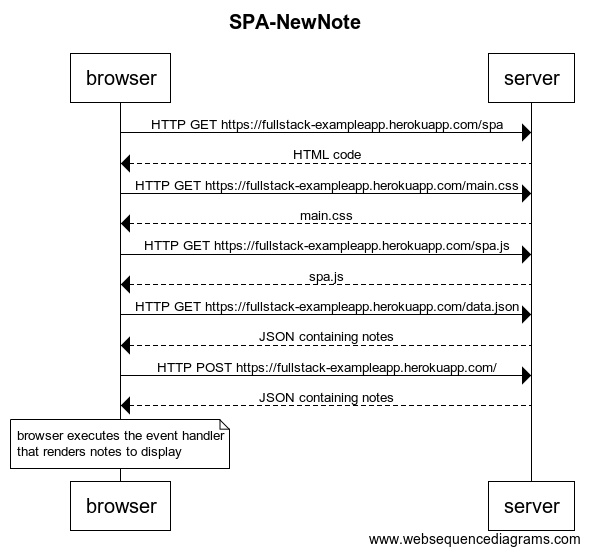 SPA-NewNote
browser
server
HTTP GET https://fullstack-exampleapp.herokuapp.com/spa
HTML code
HTTP GET https://fullstack-exampleapp.herokuapp.com/main.css
main.css
HTTP GET https://fullstack-exampleapp.herokuapp.com/spa.js
spa.js
HTTP GET https://fullstack-exampleapp.herokuapp.com/data.json
JSON containing notes
HTTP POST https://fullstack-exampleapp.herokuapp.com/
JSON containing notes
browser executes the event handler
that renders notes to display
browser
server
www.websequencediagrams.com